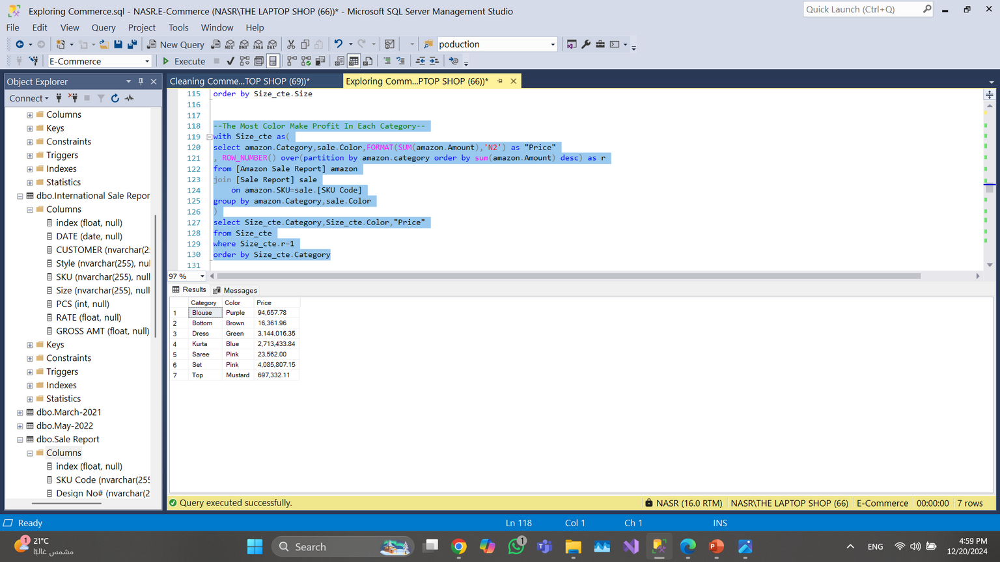 Exploring Commerce.sql - NASR.E-Commerce (NASR\THE LAPTOP SHOP (66))* - Microsoft SQL Server Management Studio
Quick Launch (Ctrl+Q)
File Edit View Query Project Tools Window Help
New Query
MDX DMX XMLA DAX
poduction
E-Commerce
Execute
Object Explorer
Cleaning Comme...TOP SHOP (69))*
Exploring Comm...PTOP SHOP (66))*
Connect
Columns
Keys
Constraints
Triggers
Indexes
Statistics
dbo.International Sale Repor
Columns
index (float, null)
DATE (date, null)
CUSTOMER (nvarchar(2
Style (nvarchar(255), nul
SKU (nvarchar(255), null
Size (nvarchar(255), null
PCS (int, null)
RATE (float, null)
GROSS AMT (float, null)
Keys
Constraints
Triggers
Indexes
Statistics
dbo.March-2021
dbo.May-2022
dbo.Sale Report
Columns
index (float, null)
SKU Code (nvarchar(255
Design No# (nvarchar(2
115 order by Size_cte.Size
116
117
118 --The Most Color Make Profit In Each Category--
119 with Size_cte as(
120 select amazon.Category,sale.Color,FORMAT(SUM(amazon.Amount),'N2') as "Price"
121 , ROW_NUMBER() over(partition by amazon.category order by sum(amazon.Amount) desc) as r
122 from [Amazon Sale Report] amazon
123 join [Sale Report] sale
124 on amazon.SKU=sale.[SKU Code]
125 group by amazon.Category,sale.Color
126 )
127 select Size_cte.Category,Size_cte.Color,"Price"
128 from Size_cte
129 where Size_cte.r=1
130 order by Size_cte.Category
131
97 %
Results Messages
Category Color Price
1 Blouse Purple 94,657.78
2 Bottom Brown 16,361.96
3 Dress Green 3,144,016.35
4 Kurta Blue 2,713,433.84
5 Saree Pink 23,562.00
6 Set Pink 4,085,807.15
7 Top Mustard 697,332.11
Query executed successfully.
NASR (16.0 RTM) NASR\THE LAPTOP SHOP (66) E-Commerce 00:00:00 7 rows
Ready
Ln 118 Col 1 Ch 1 INS
1
21°C
مشمس غالبًا
Search
1
ENG
4:59 PM
12/20/2024